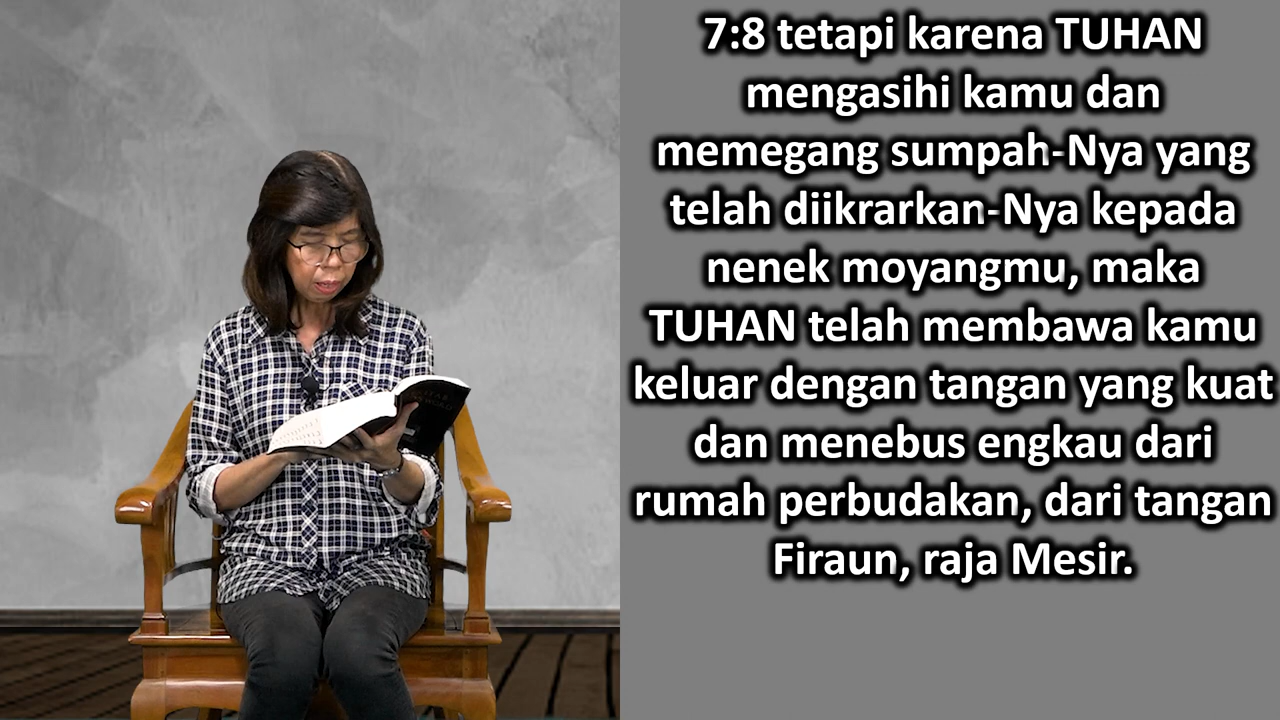 7:8 tetapi karena TUHAN
mengasihi kamu dan
memegang sumpah-Nya yang
telah diikrarkan-Nya kepada
nenek moyangmu, maka
TUHAN telah membawa kamu
keluar dengan tangan yang kuat
dan menebus engkau dari
rumah perbudakan, dari tangan
Firaun, raja Mesir.